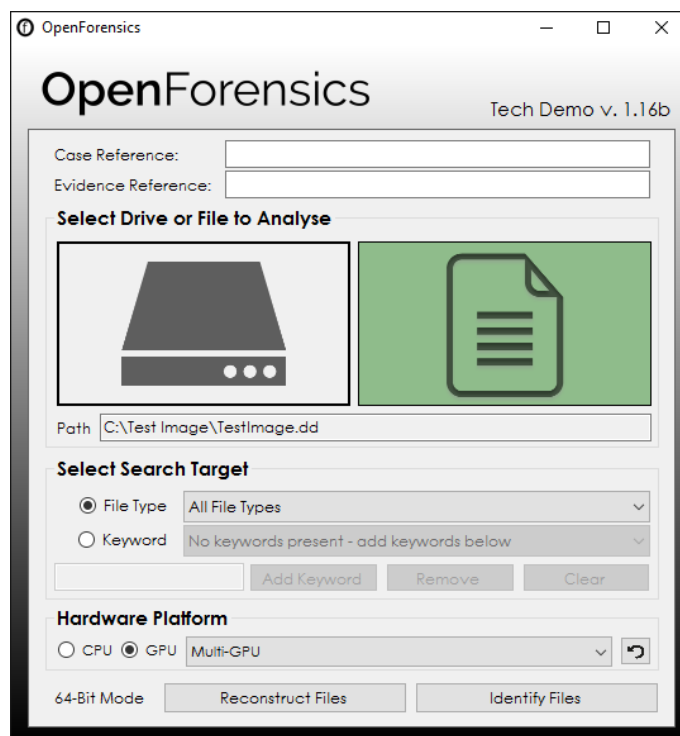 OpenForensics
OpenForensics
Tech Demo v. 1.16b
Case Reference:
Evidence Reference:
Select Drive or File to Analyse
Path C:\Test Image\TestImage.dd
Select Search Target
File Type All File Types
Keyword No keywords present - add keywords below
Add Keyword Remove Clear
Hardware Platform
CPU GPU Multi-GPU
64-Bit Mode Reconstruct Files Identify Files